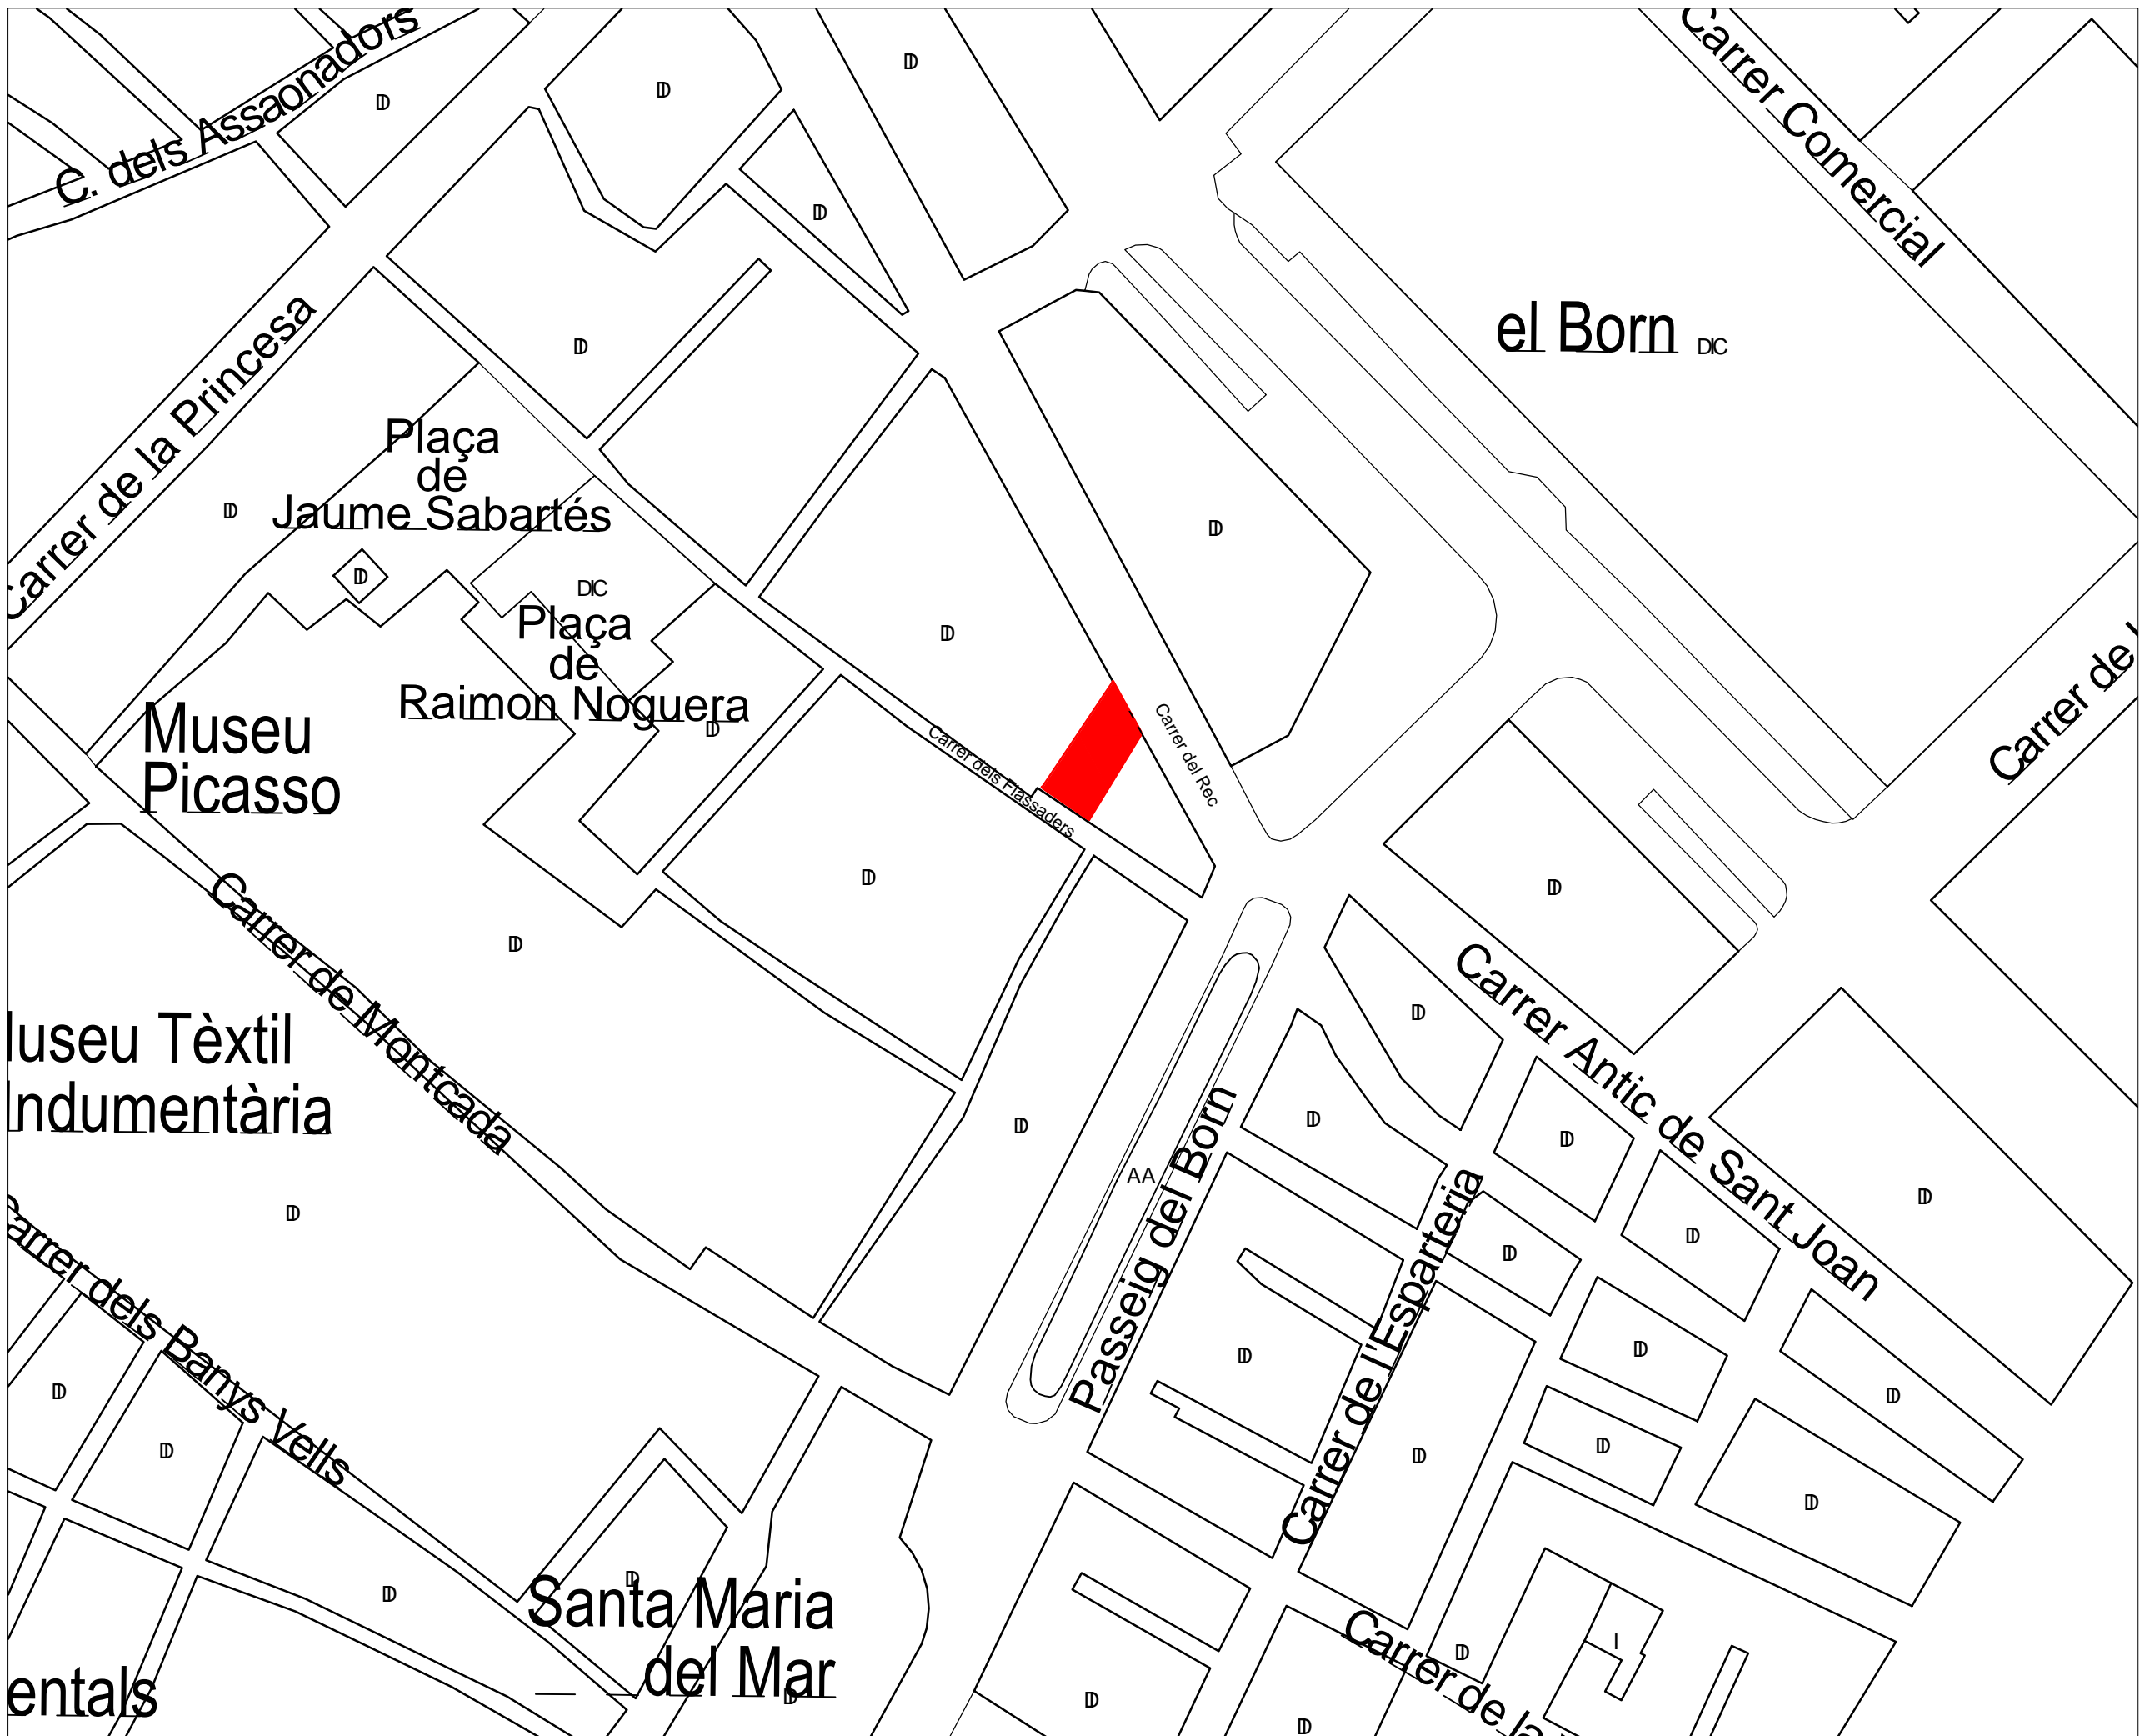 C. dels Assaonadors
D
D
D
D
Carrer Comercial
el Born
DIC
Carrer de la Princesa
D
Plaça
de
Jaume Sabartés
D
D
D
DIC
Plaça
de
Raimon Noguera
D
D
Museu
Picasso
Carrer dels Flassaders
Carrer del Rec
Carrer de
D
D
Carrer de Montcada
D
Carrer Antic de Sant Joan
D
useu Tèxtil
Indumentària
D
D
D
D
Passeig del Born
AA
Carrer de l'Esparteria
D
D
D
D
Carrer dels Banys Vells
D
D
D
D
D
D
D
D
D
Santa Maria
del Mar
D
D
D
entals
D
D
D
I
Carrer de la